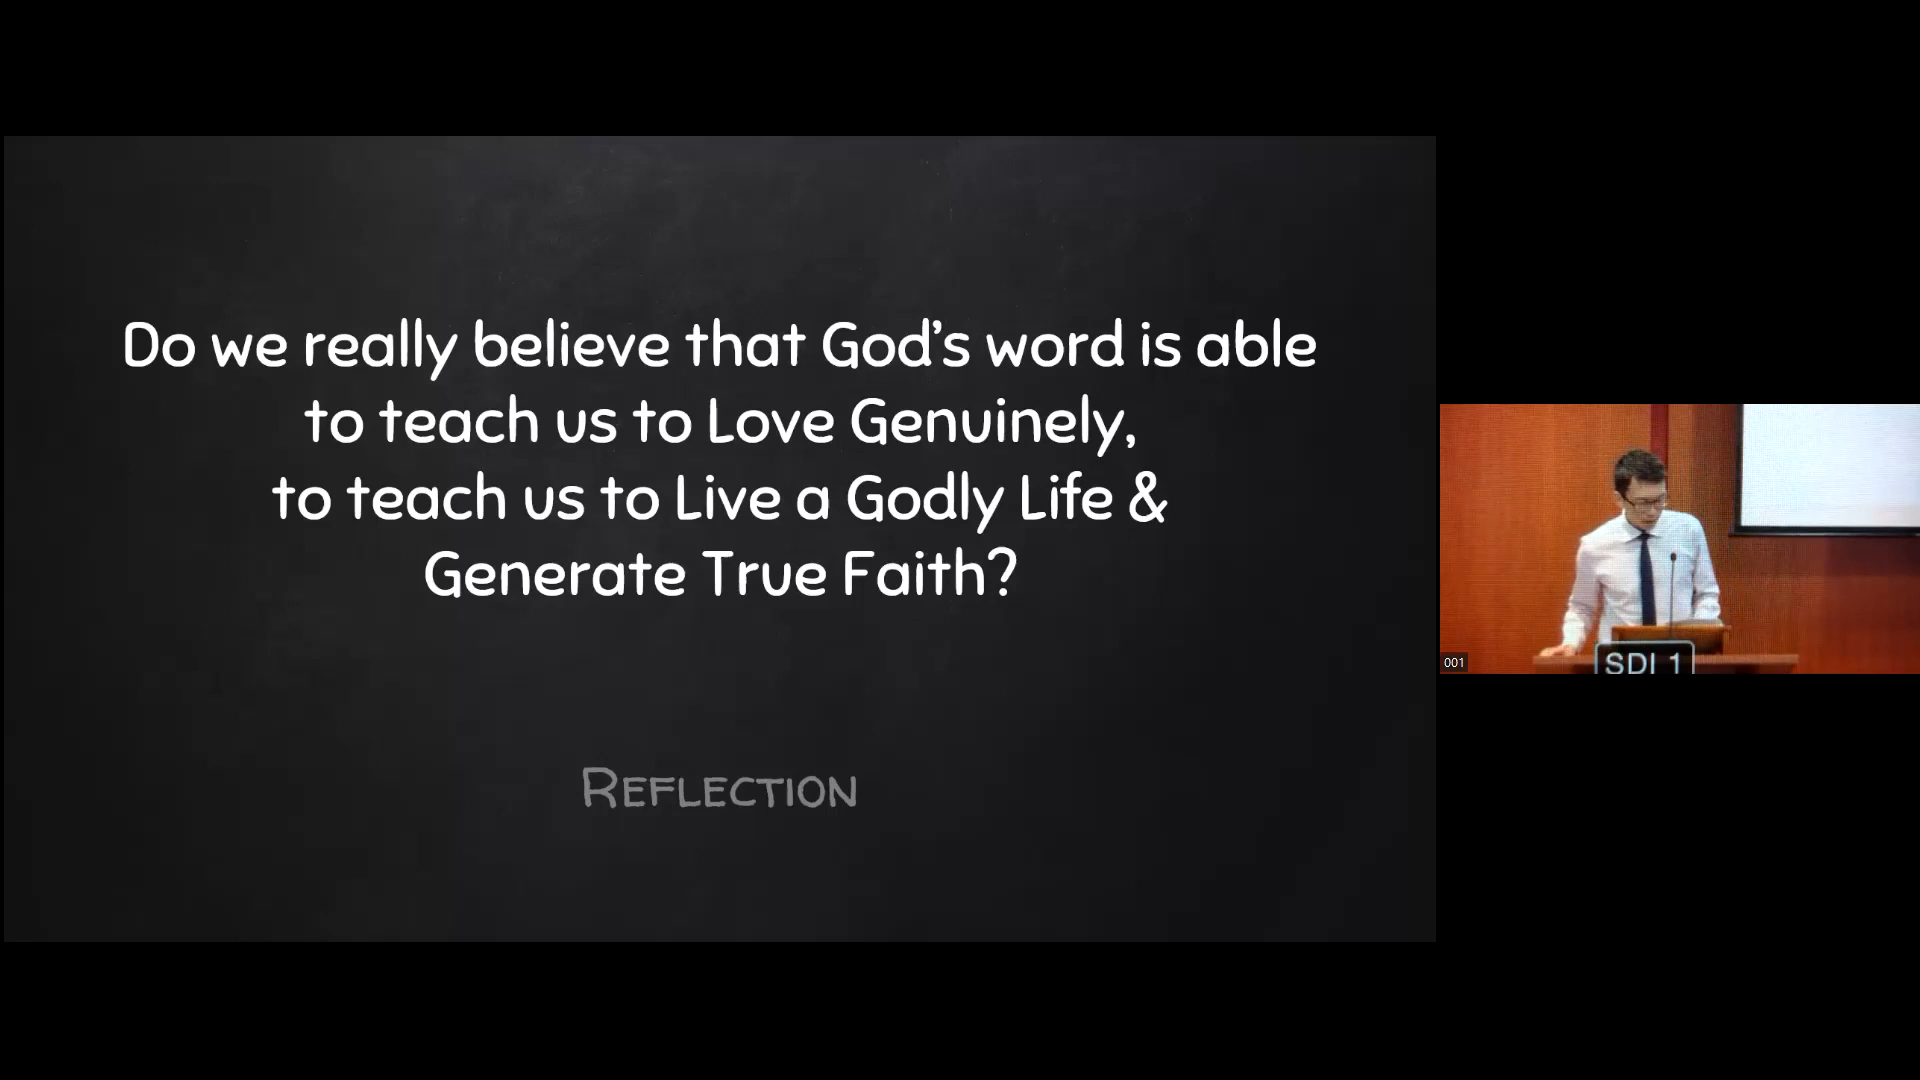 Do we really believe that God’s word is able
to teach us to Love Genuinely,
to teach us to Live a Godly Life &
Generate True Faith?
REFLECTION
001
SDI 1